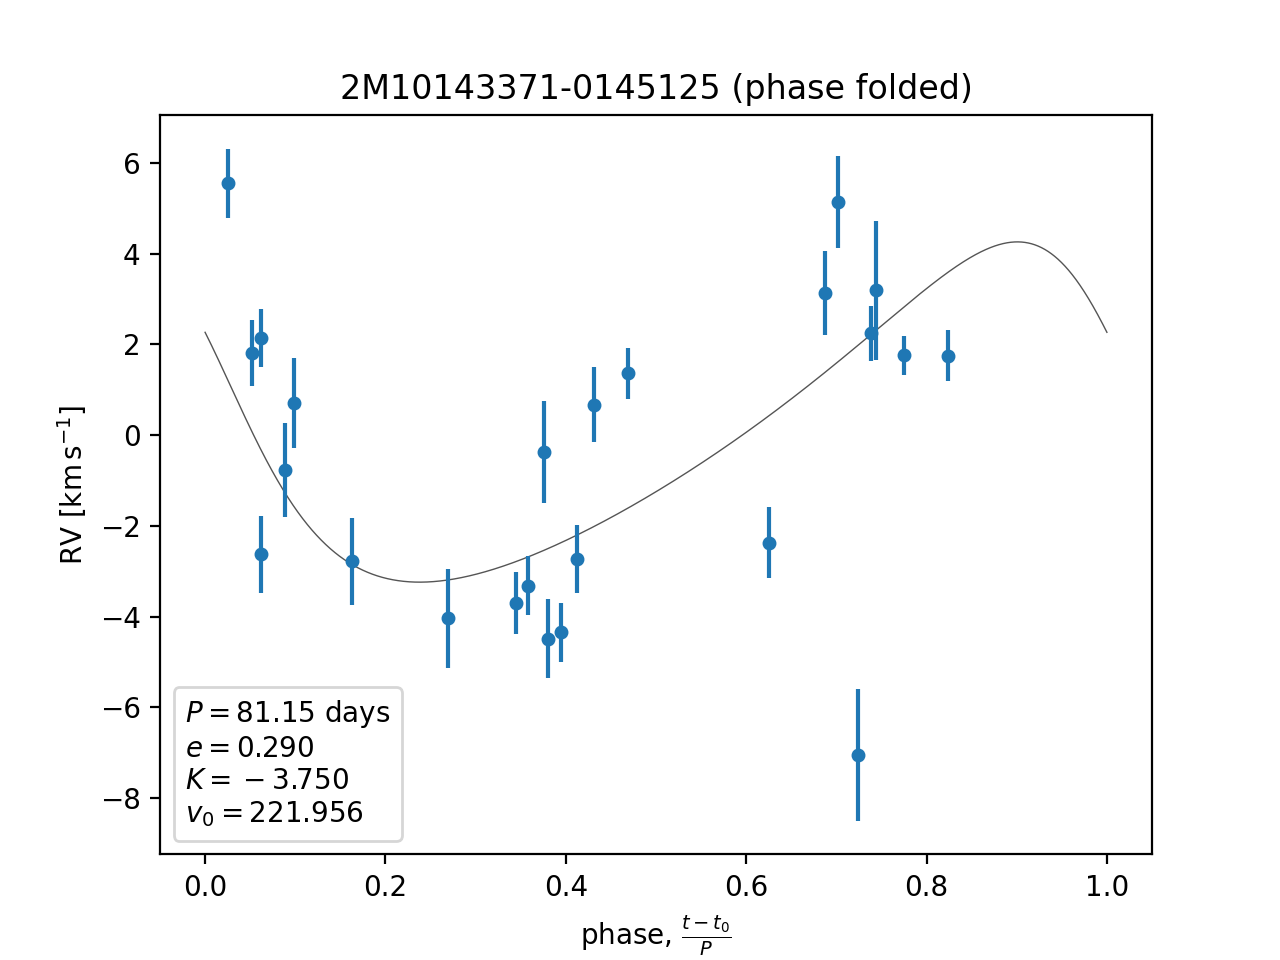 2M10143371-0145125 (phase folded)
6
4
2
0
−2
−4
−6
−8
RV [km s⁻¹]
P = 81.15 days
e = 0.290
K = − 3.750
v₀ = 221.956
0.0 0.2 0.4 0.6 0.8 1.0
phase, (t − t₀)/P